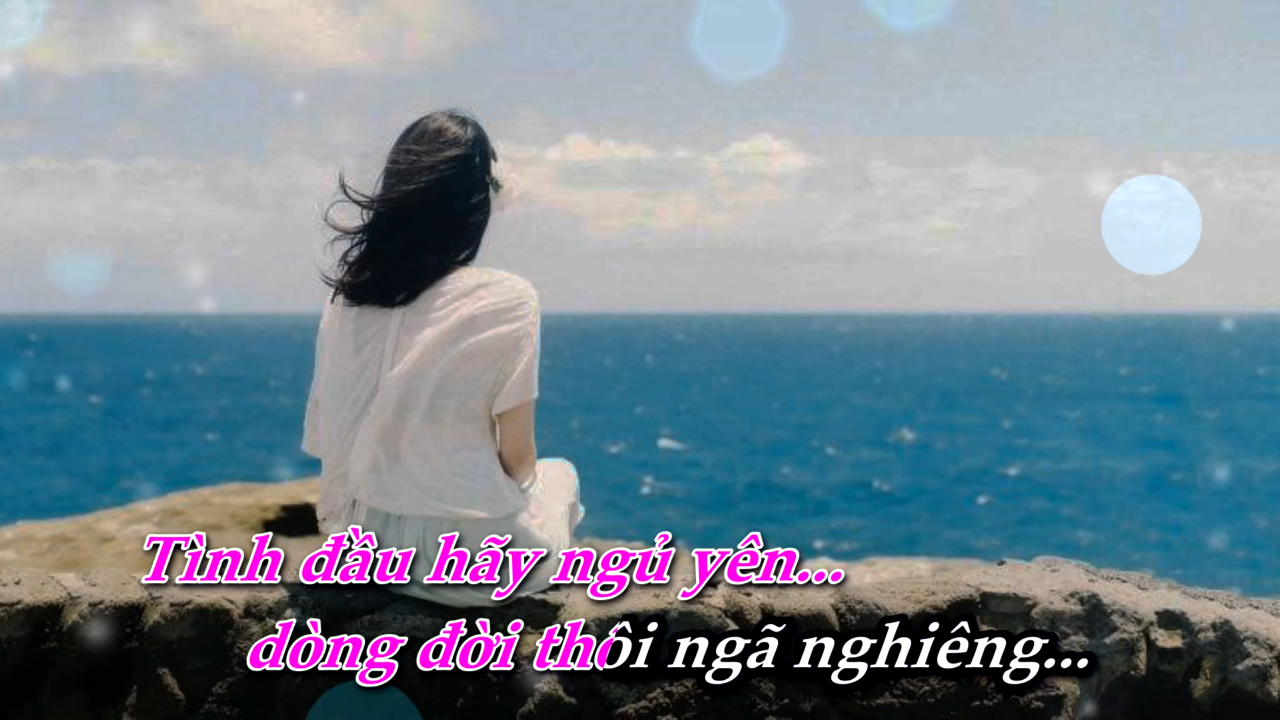 Tình đầu hãy ngủ yên...
dòng đời thôi ngã nghiêng...